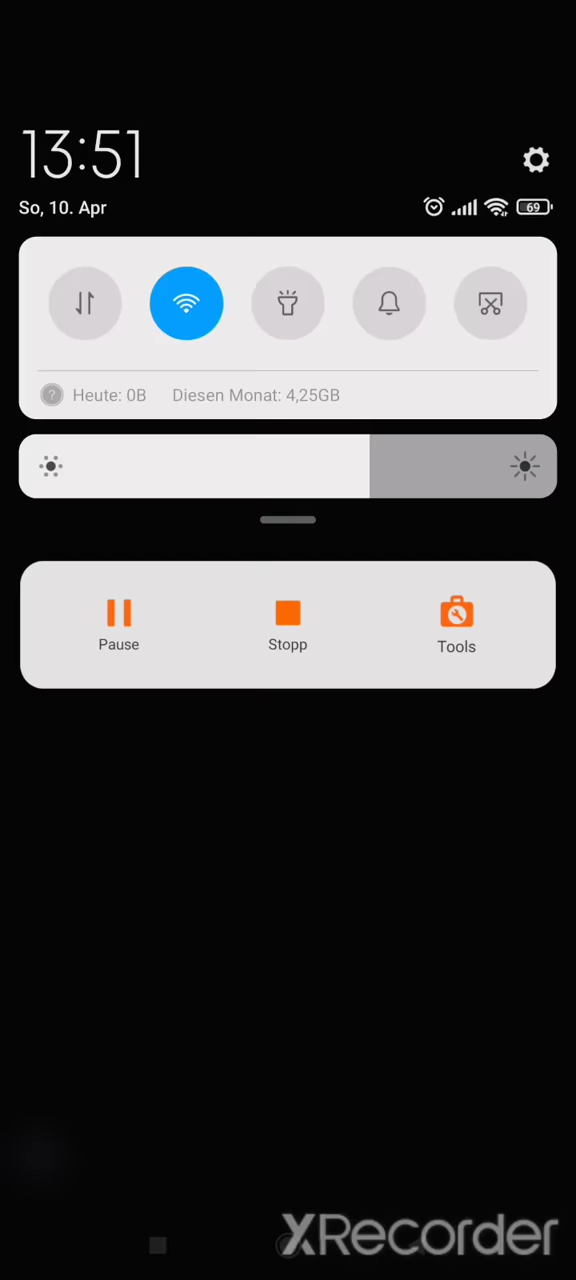 13:51
So, 10. Apr
69
Heute: 0B Diesen Monat: 4,25GB
Pause Stopp Tools
XRecorder